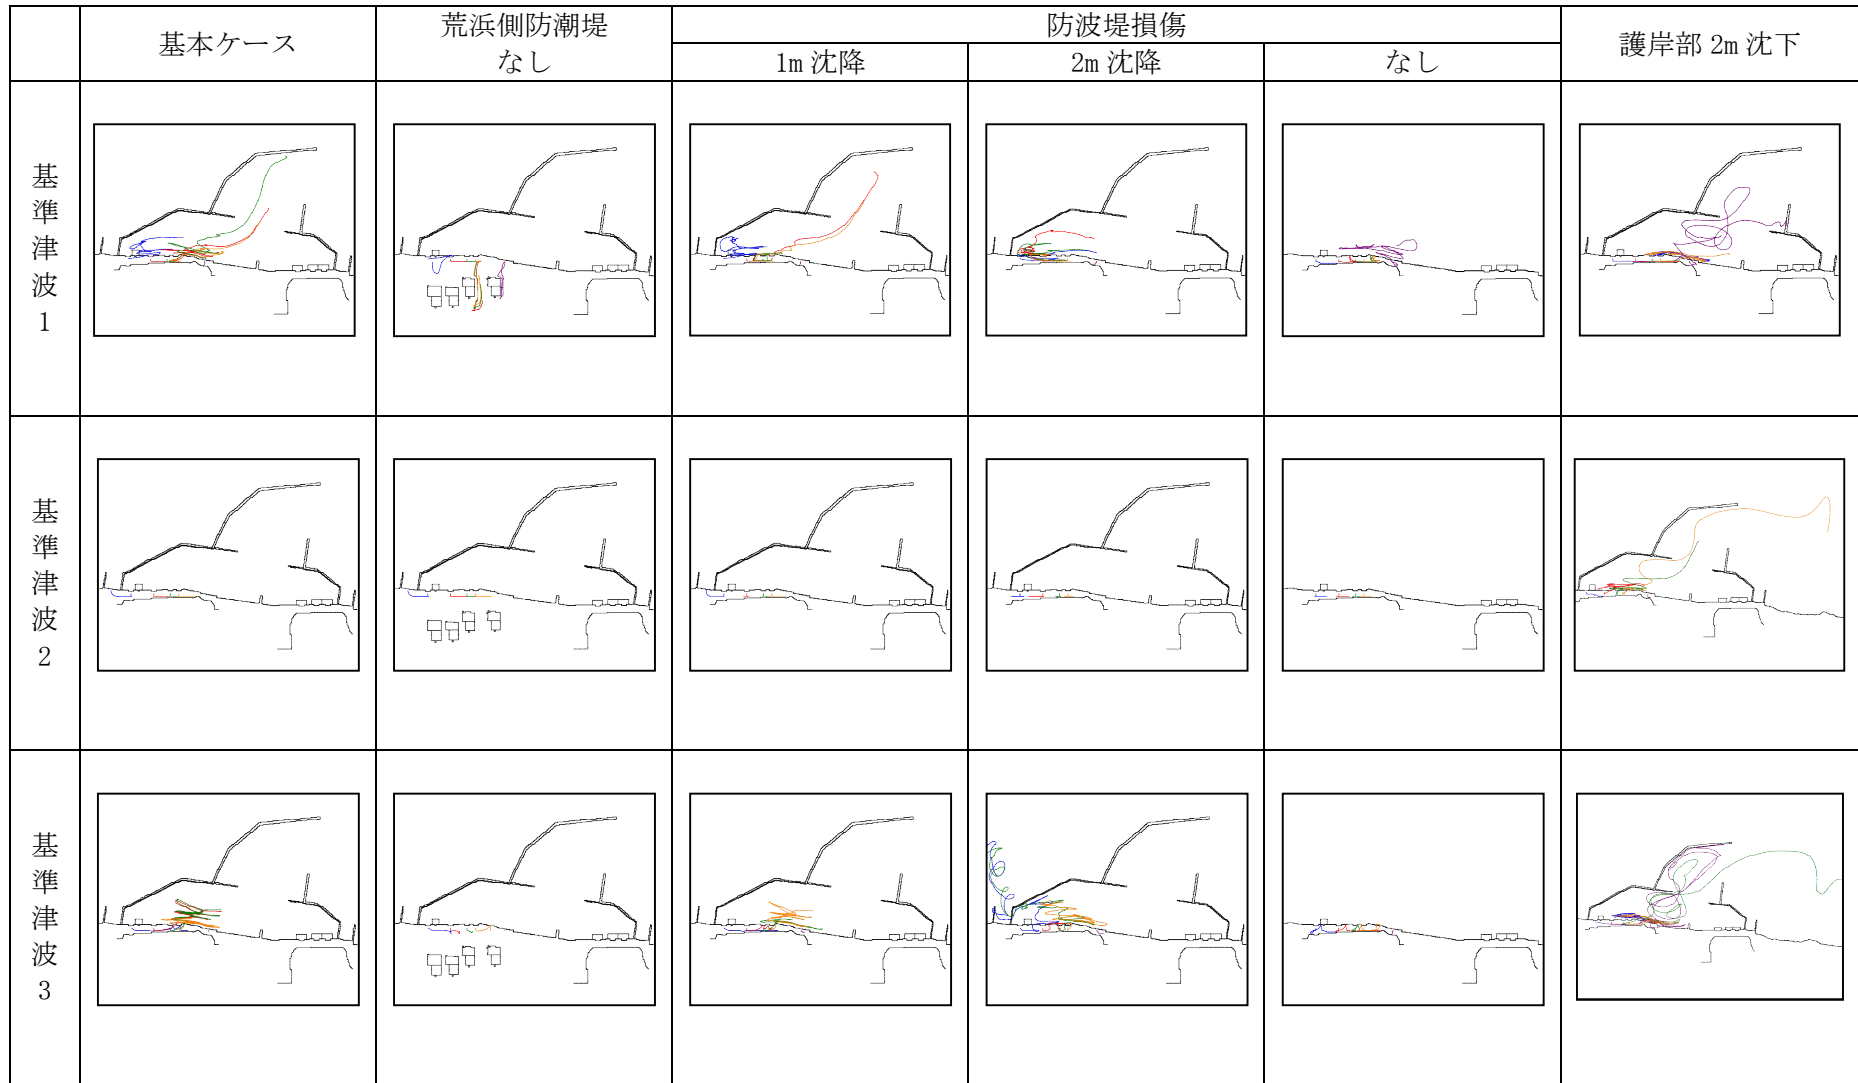 基本ケース
荒浜側防潮堤
なし
防波堤損傷
1m 沈降
2m 沈降
なし
護岸部 2m 沈下
基準津波1
基準津波2
基準津波3